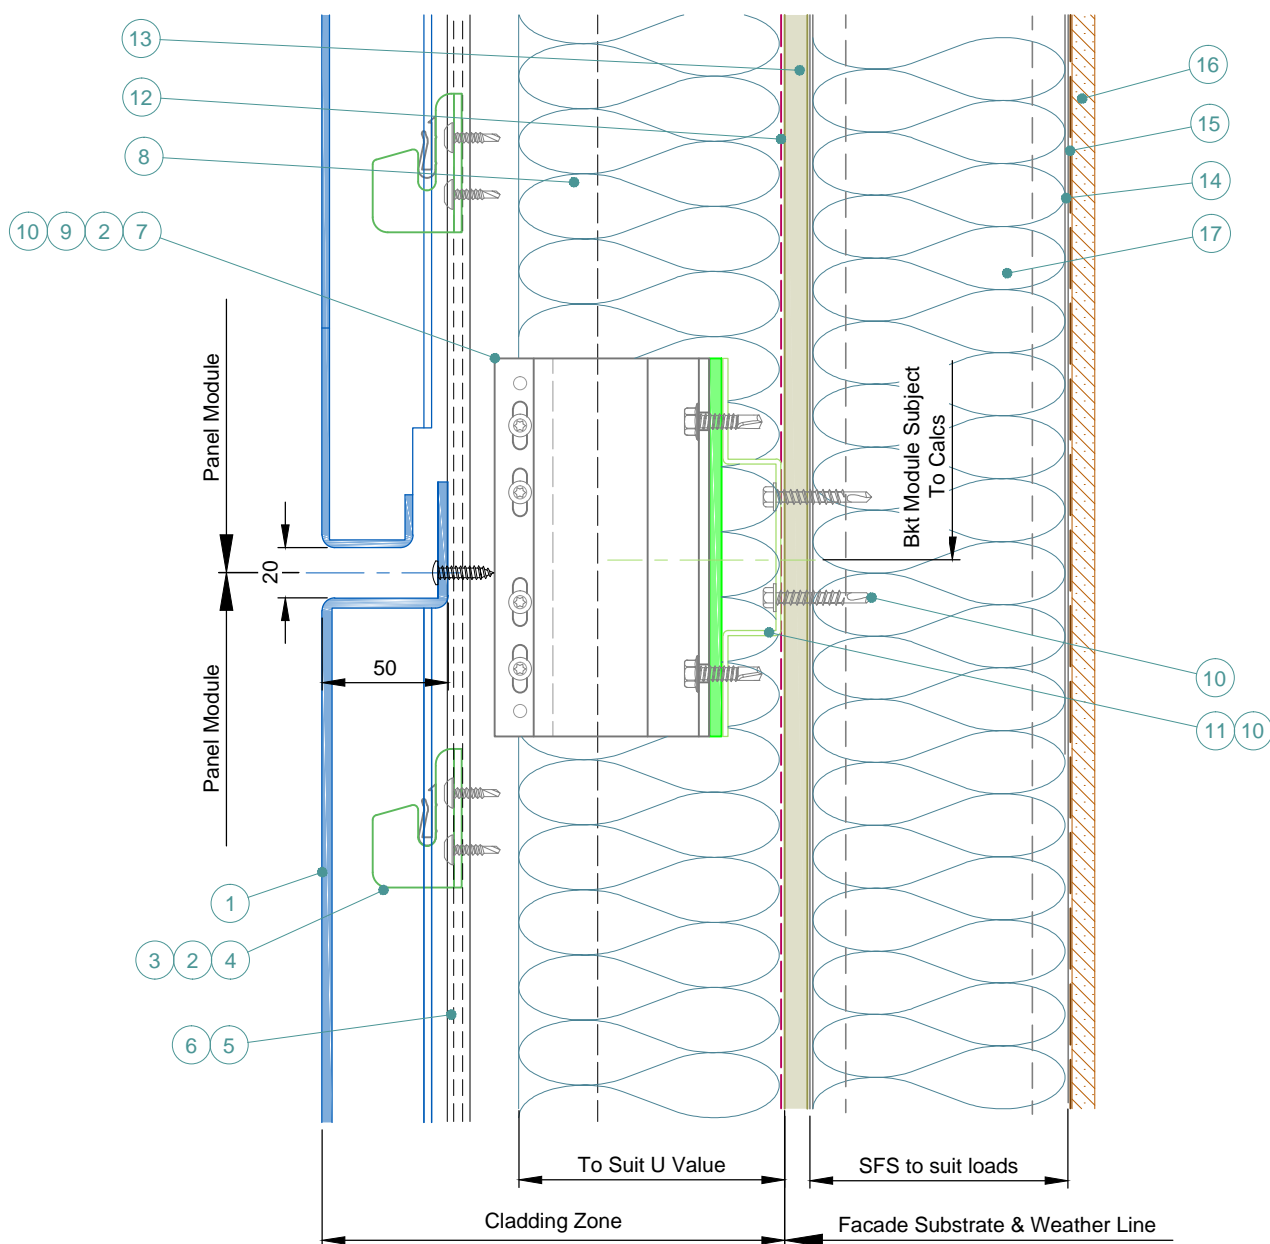 13
12
8
10 9 2 7
16
15
14
17
Panel Module
Bkt Module Subject
To Calcs
20
Panel Module
50
10
11 10
1
3 2 4
6 5
To Suit U Value
SFS to suit loads
Cladding Zone
Facade Substrate & Weather Line